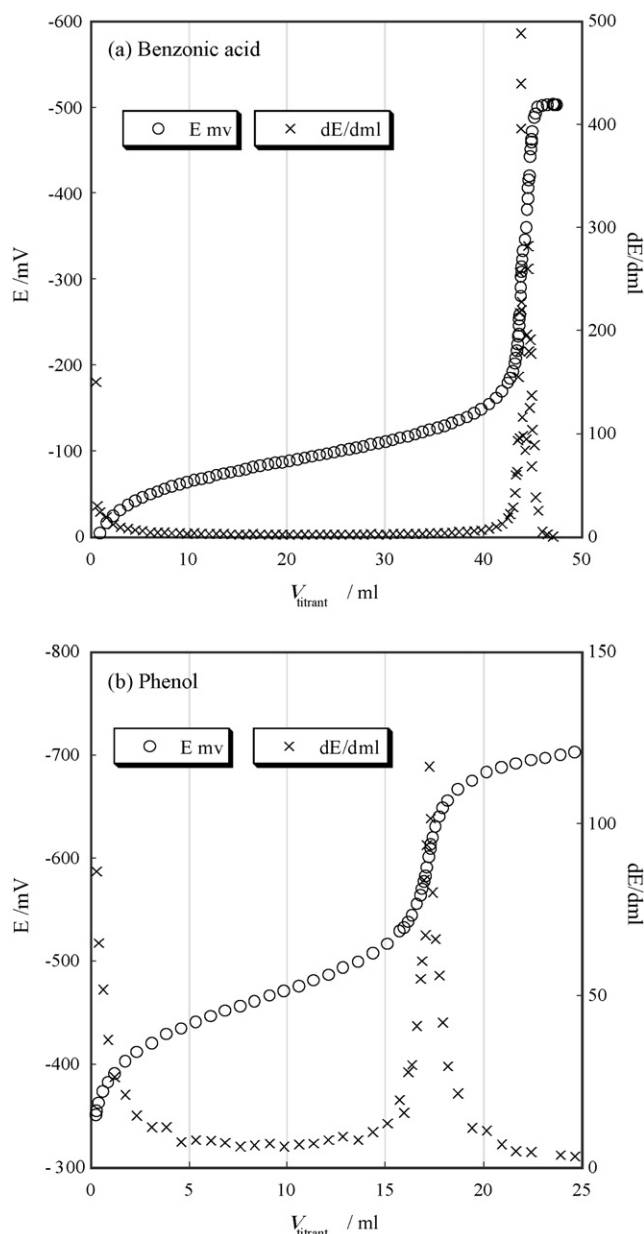 (a) Benzonic acid
E mv
dE/dml
E /mV
-600
-500
-400
-300
-200
-100
0
dE/dml
500
400
300
200
100
0
0 10 20 30 40 50
Vtitrant / ml
(b) Phenol
E mv
dE/dml
E /mV
-800
-700
-600
-500
-400
-300
dE/dml
150
100
50
0
0 5 10 15 20 25
Vtitrant / ml